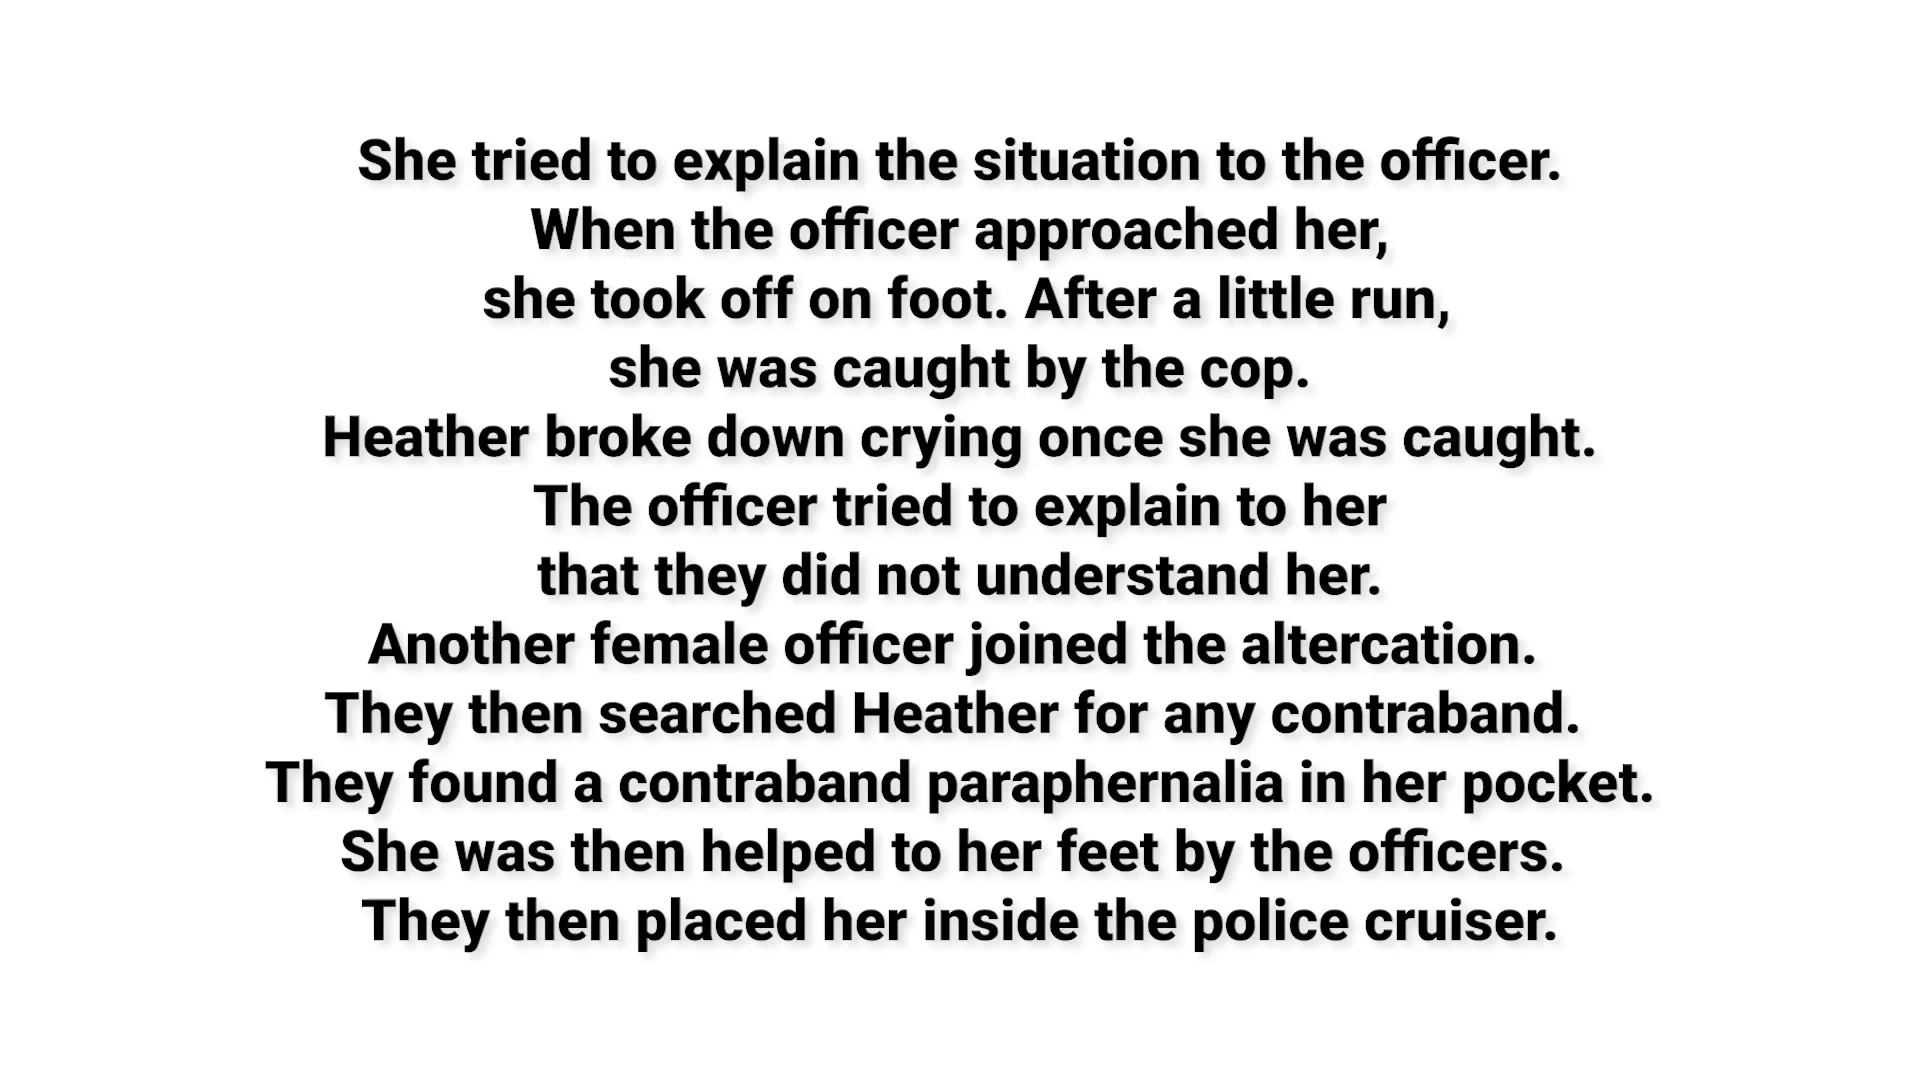 She tried to explain the situation to the officer.
When the officer approached her,
she took off on foot. After a little run,
she was caught by the cop.
Heather broke down crying once she was caught.
The officer tried to explain to her
that they did not understand her.
Another female officer joined the altercation.
They then searched Heather for any contraband.
They found a contraband paraphernalia in her pocket.
She was then helped to her feet by the officers.
They then placed her inside the police cruiser.